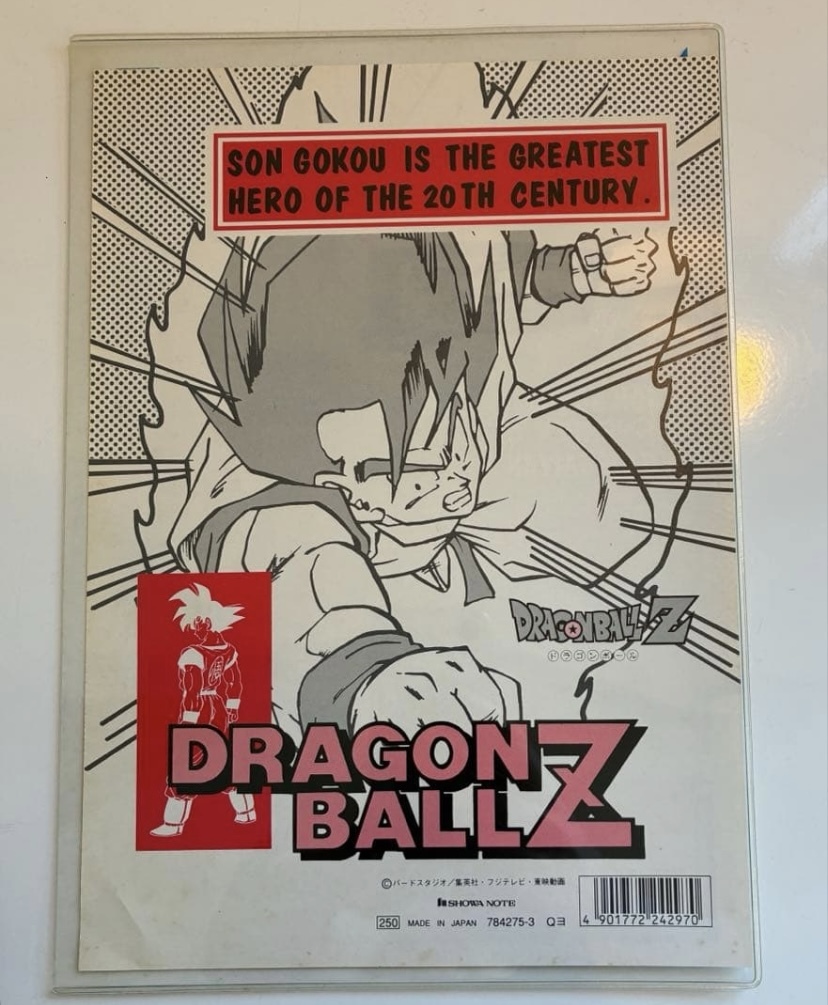 SON GOKOU IS THE GREATEST
HERO OF THE 20TH CENTURY.
DRAGONBALL Z
ドラゴンボール
DRAGON Z
BALL
©バードスタジオ/集英社・フジテレビ・東映動画
SHOWA NOTE
250 MADE IN JAPAN 784275-3 Qヨ
4 901772 242970